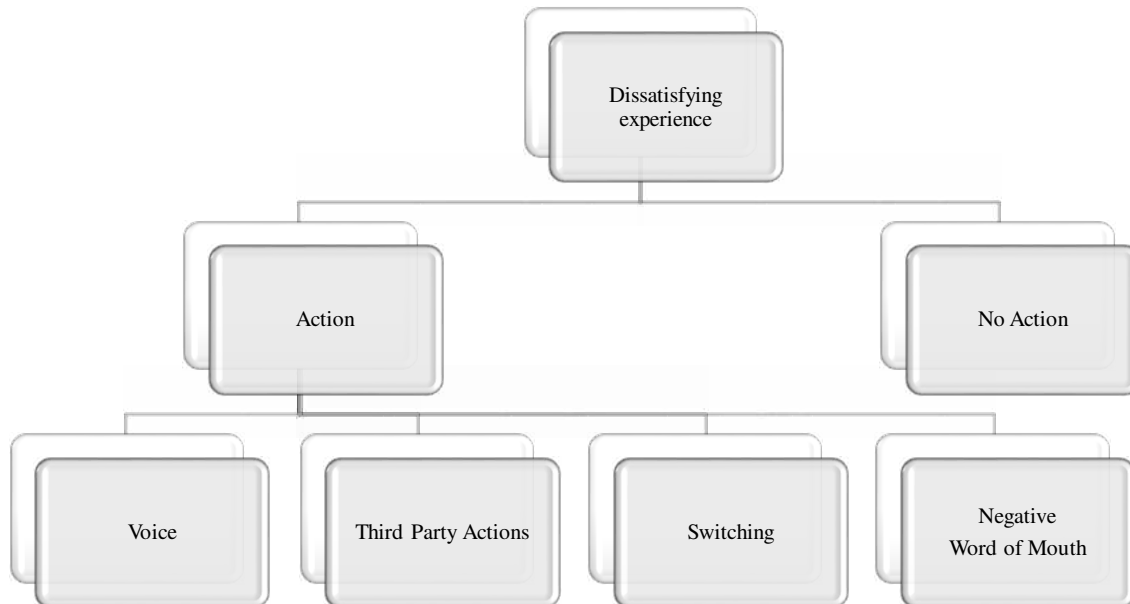 Dissatisfying
experience
Action
No Action
Voice
Third Party Actions
Switching
Negative
Word of Mouth